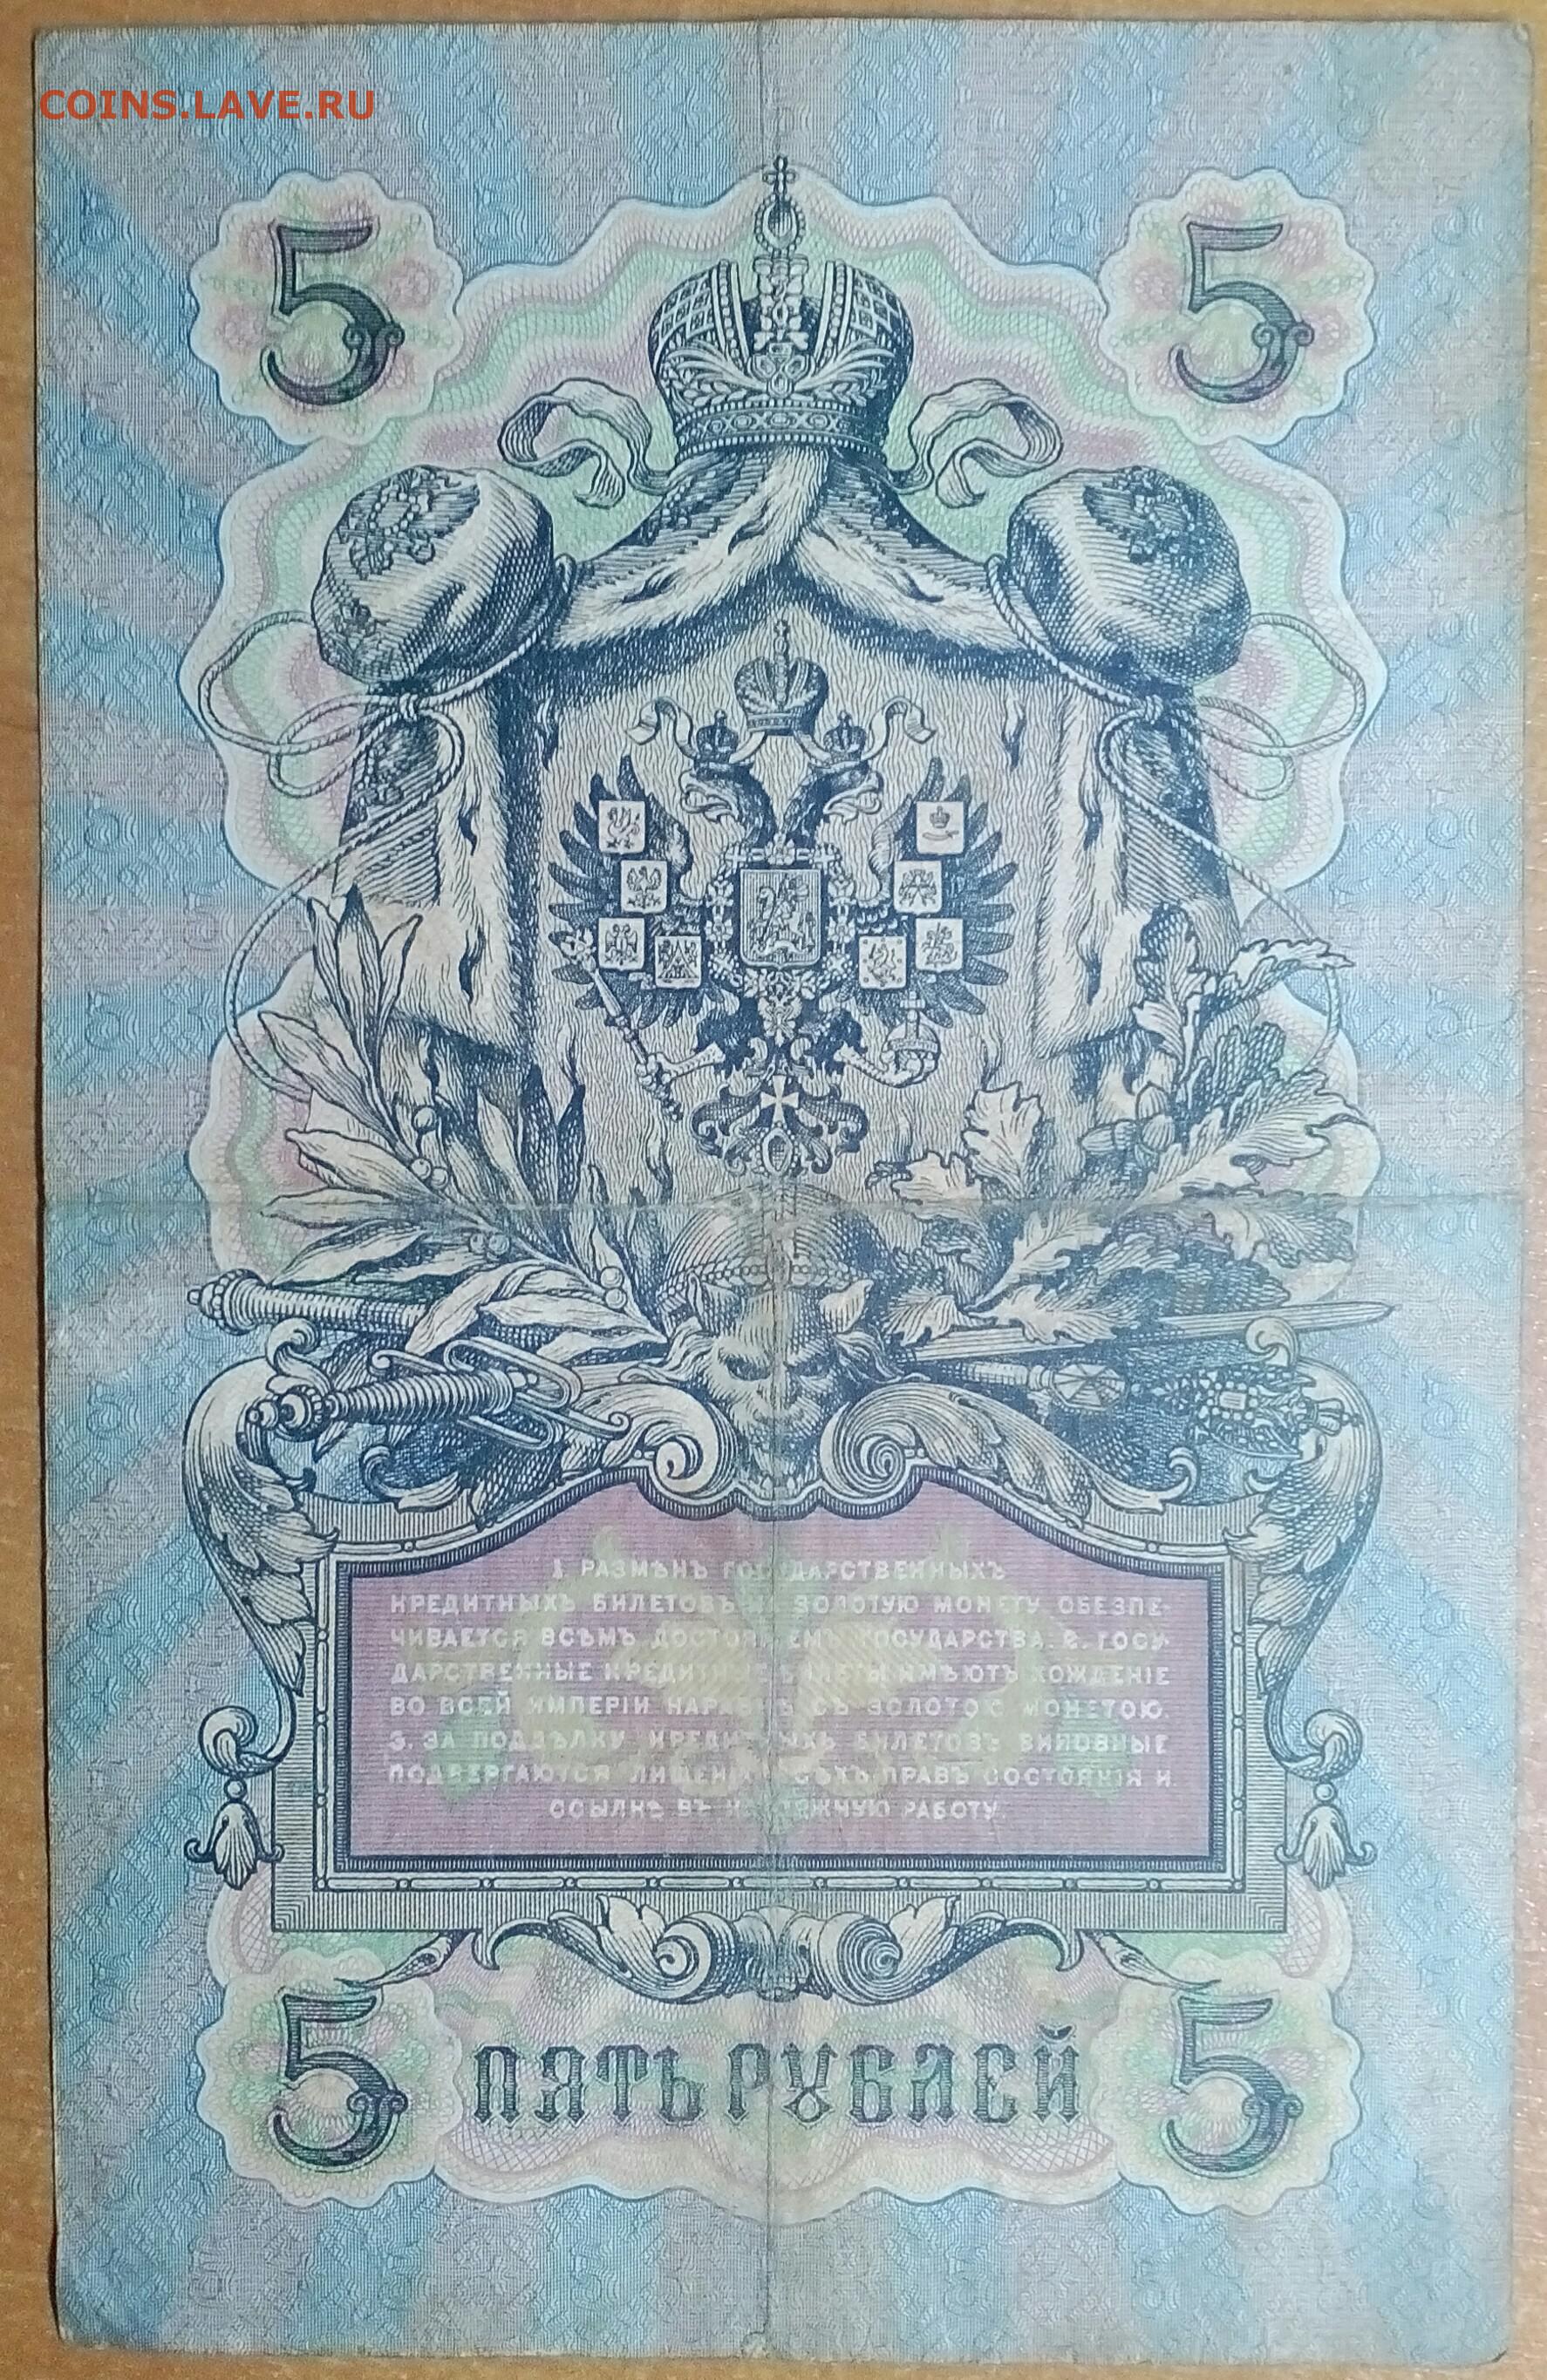 COINS.LAVE.RU
5 5
1 РАЗМѢНЪ ГОСУДАРСТВЕННЫХЪ
КРЕДИТНЫХЪ БИЛЕТОВЪ НА ЗОЛОТУЮ МОНЕТУ ОБЕЗПЕ-
ЧИВАЕТСЯ ВСѢМЪ ДОСТОЯНІЕМЪ ГОСУДАРСТВА. 2. ГОСУ-
ДАРСТВЕННЫЕ КРЕДИТНЫЕ БИЛЕТЫ ИМѢЮТЪ ХОЖДЕНІЕ
ВО ВСЕЙ ИМПЕРІИ НАРАВНѢ СЪ ЗОЛОТОЮ МОНЕТОЮ.
3. ЗА ПОДДѢЛКУ КРЕДИТНЫХЪ БИЛЕТОВЪ ВИНОВНЫЕ
ПОДВЕРГАЮТСЯ ЛИШЕНІЮ ВСѢХЪ ПРАВЪ СОСТОЯНІЯ И
ССЫЛКѢ ВЪ КАТОРЖНУЮ РАБОТУ.
5 ПЯТЬ РУБЛЕЙ 5